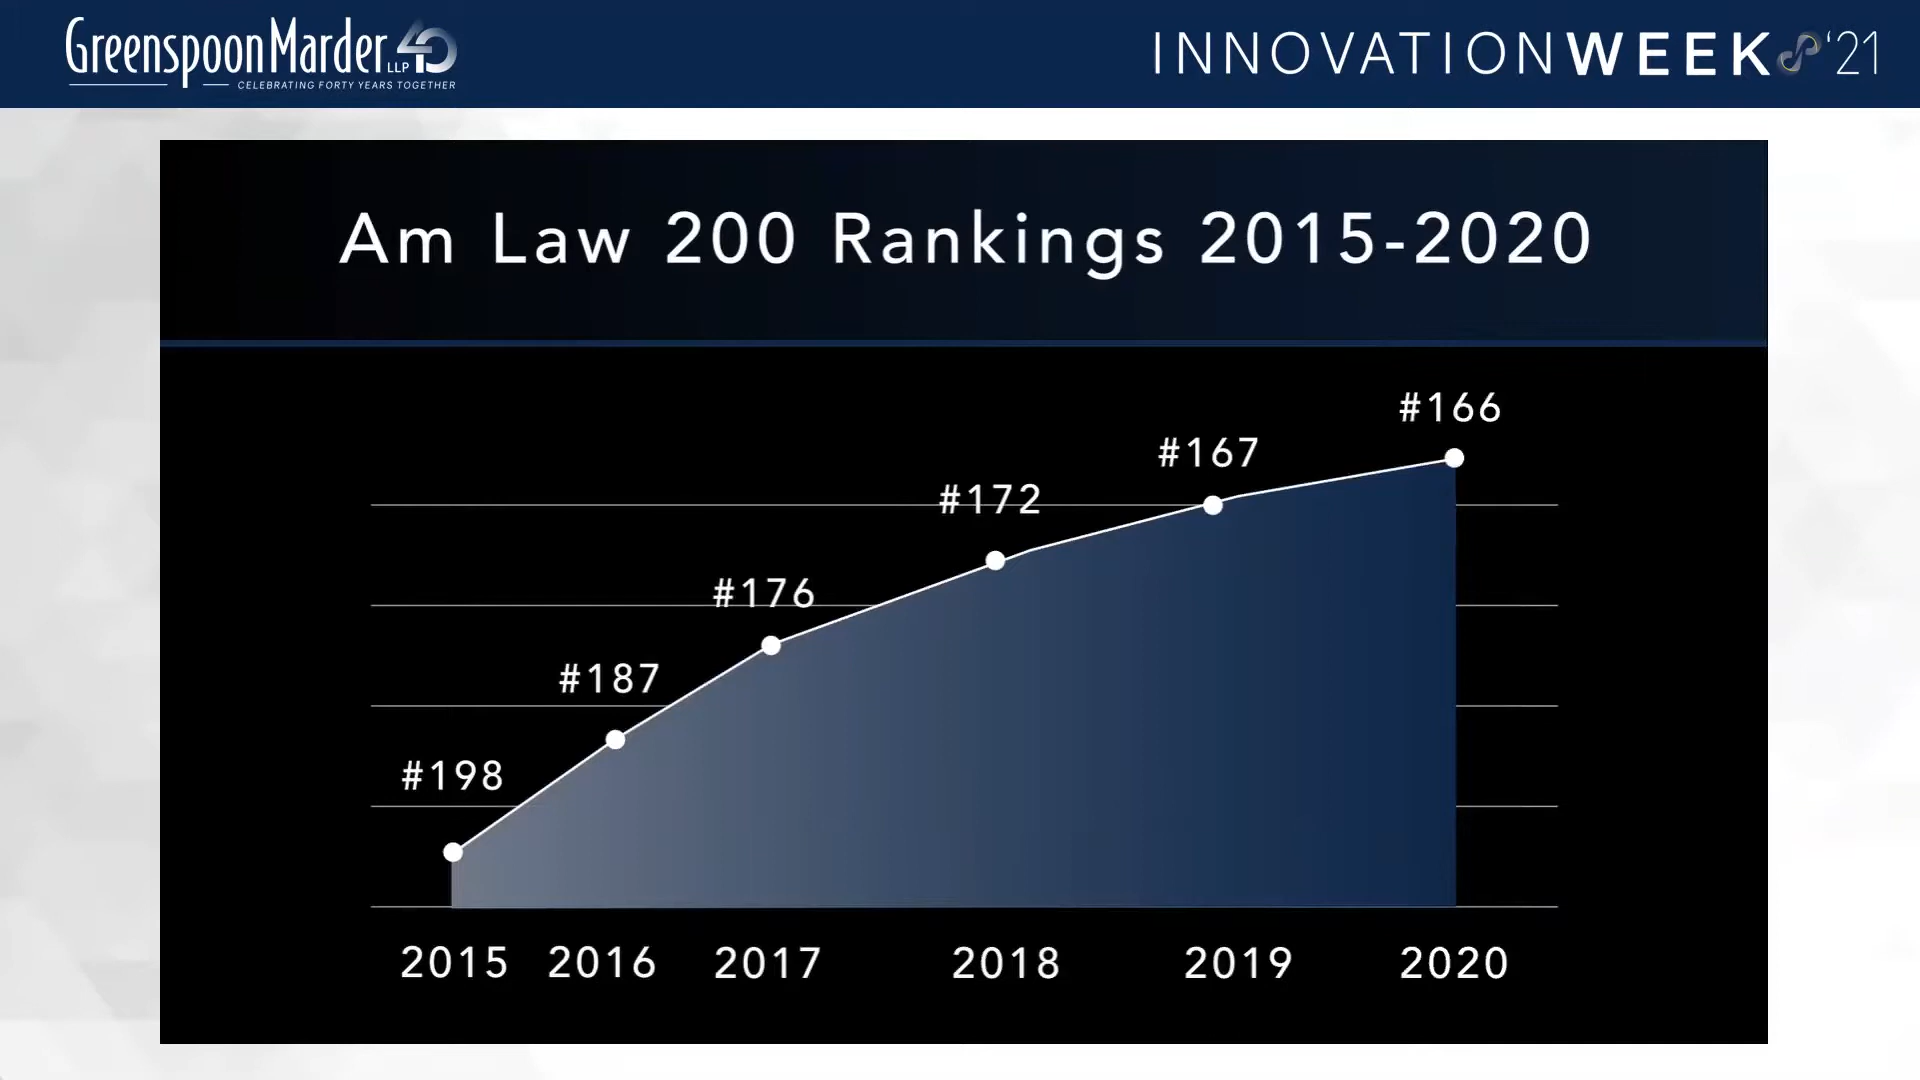 GreenspoonMarder LLP 40
CELEBRATING FORTY YEARS TOGETHER
INNOVATIONWEEK '21
Am Law 200 Rankings 2015-2020
#166
#167
#172
#176
#187
#198
2015 2016 2017 2018 2019 2020